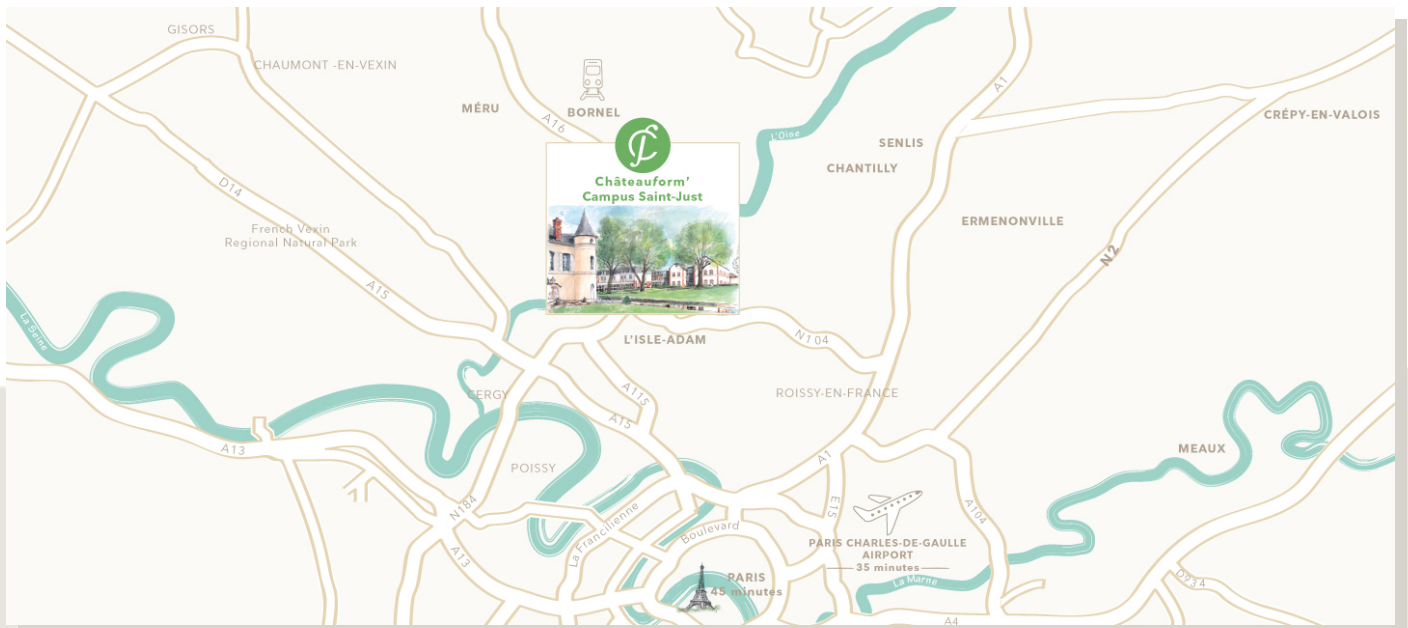 GISORS
CHAUMONT -EN-VEXIN
MÉRU
BORNEL
A16
A1
L'Oise
SENLIS
CHANTILLY
CRÉPY-EN-VALOIS
Châteauform'
Campus Saint-Just
D14
French Vexin
Regional Natural Park
ERMENONVILLE
N2
A15
La Seine
L'ISLE-ADAM
N104
CERGY
A115
ROISSY-EN-FRANCE
A15
A13
A1
MEAUX
POISSY
N184
E15
A104
La Francilienne
Boulevard
A13
PARIS CHARLES-DE-GAULLE
AIRPORT
35 minutes
PARIS
45 minutes
La Marne
D934
A4